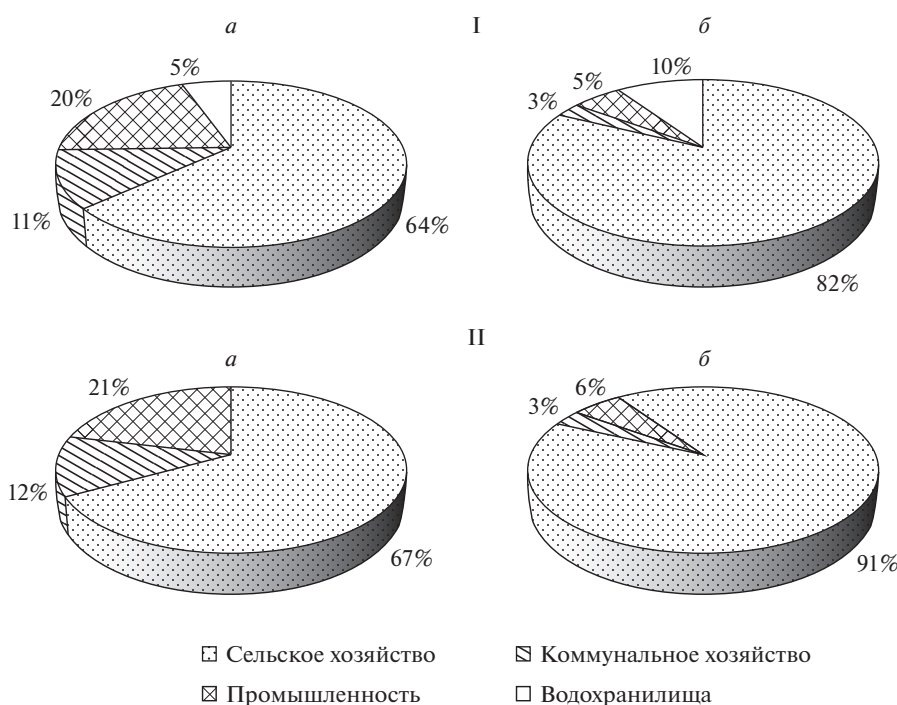 а I б
5% 10%
20% 5%
3%
11% 64%
82%
II
а б
21% 6%
3%
12%
67% 91%
Сельское хозяйство Коммунальное хозяйство
Промышленность Водохранилища